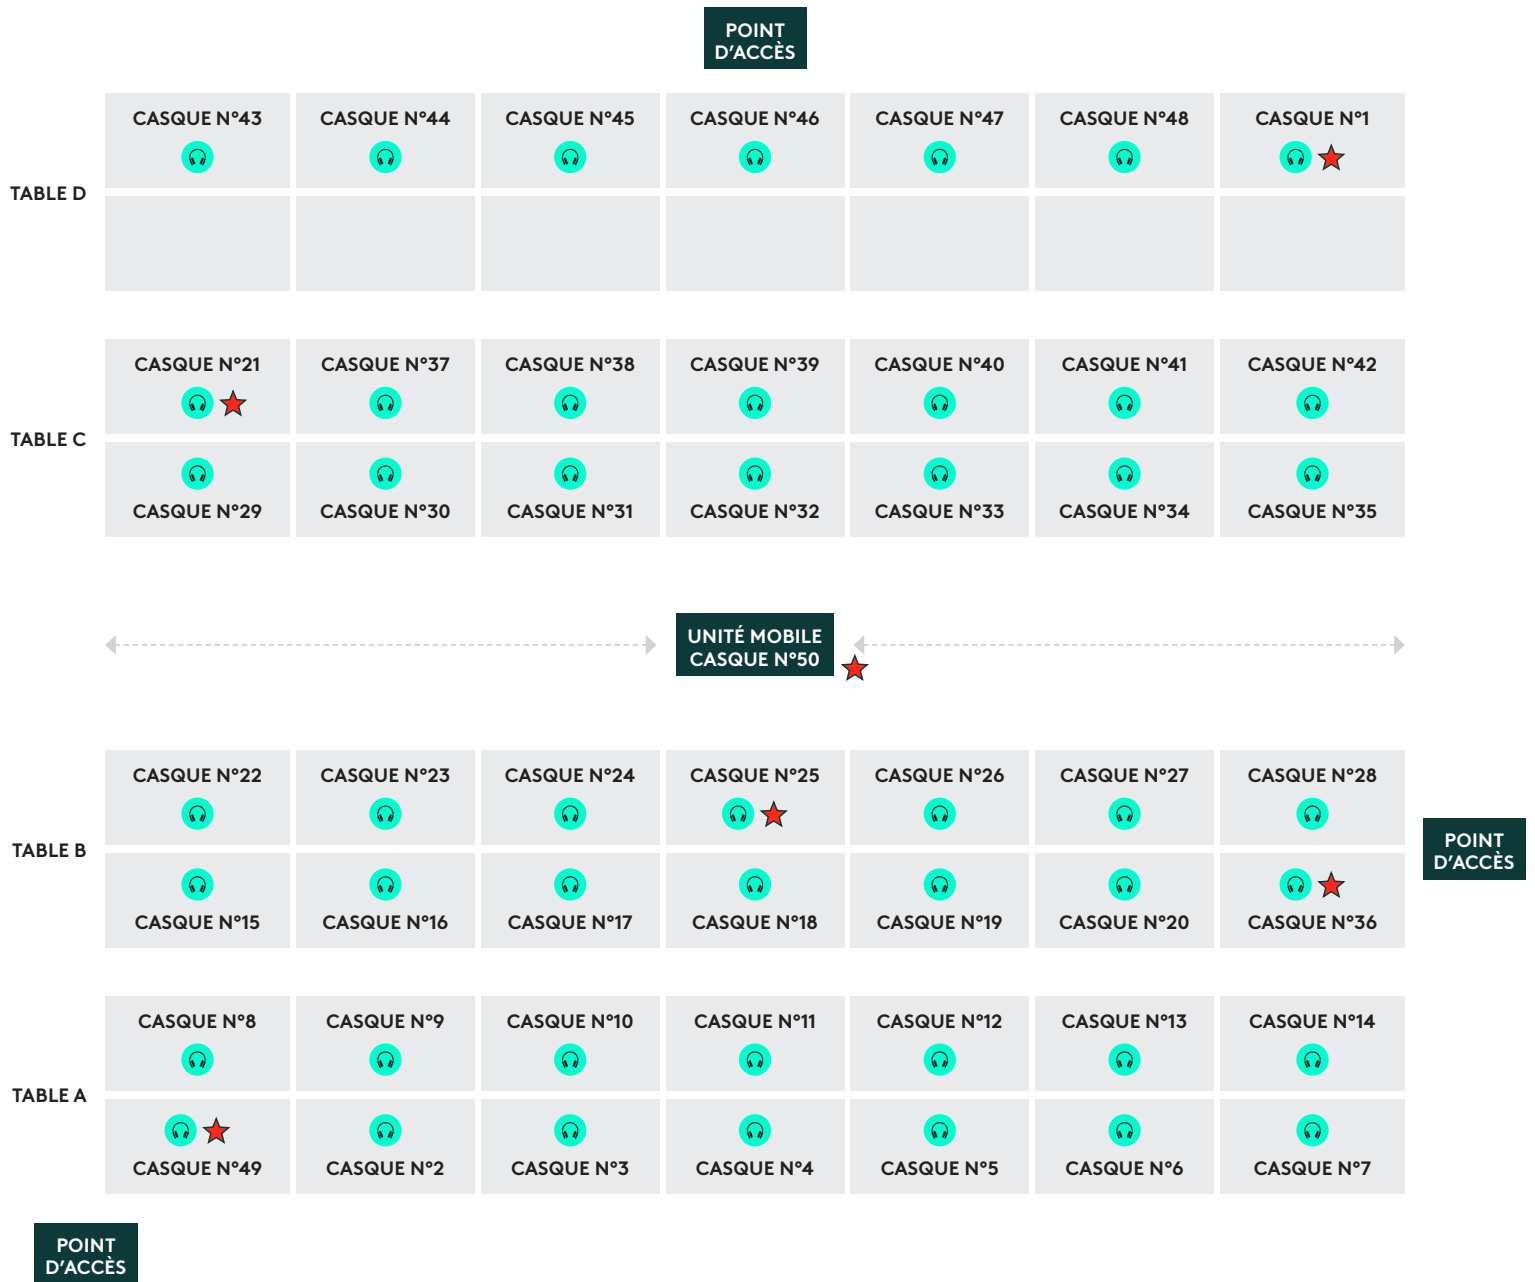 POINT
D’ACCÈS
CASQUE N°43
CASQUE N°44
CASQUE N°45
CASQUE N°46
CASQUE N°47
CASQUE N°48
CASQUE N°1
TABLE D
CASQUE N°21
CASQUE N°37
CASQUE N°38
CASQUE N°39
CASQUE N°40
CASQUE N°41
CASQUE N°42
TABLE C
CASQUE N°29
CASQUE N°30
CASQUE N°31
CASQUE N°32
CASQUE N°33
CASQUE N°34
CASQUE N°35
UNITÉ MOBILE
CASQUE N°50
CASQUE N°22
CASQUE N°23
CASQUE N°24
CASQUE N°25
CASQUE N°26
CASQUE N°27
CASQUE N°28
TABLE B
POINT
D’ACCÈS
CASQUE N°15
CASQUE N°16
CASQUE N°17
CASQUE N°18
CASQUE N°19
CASQUE N°20
CASQUE N°36
CASQUE N°8
CASQUE N°9
CASQUE N°10
CASQUE N°11
CASQUE N°12
CASQUE N°13
CASQUE N°14
TABLE A
CASQUE N°49
CASQUE N°2
CASQUE N°3
CASQUE N°4
CASQUE N°5
CASQUE N°6
CASQUE N°7
POINT
D’ACCÈS